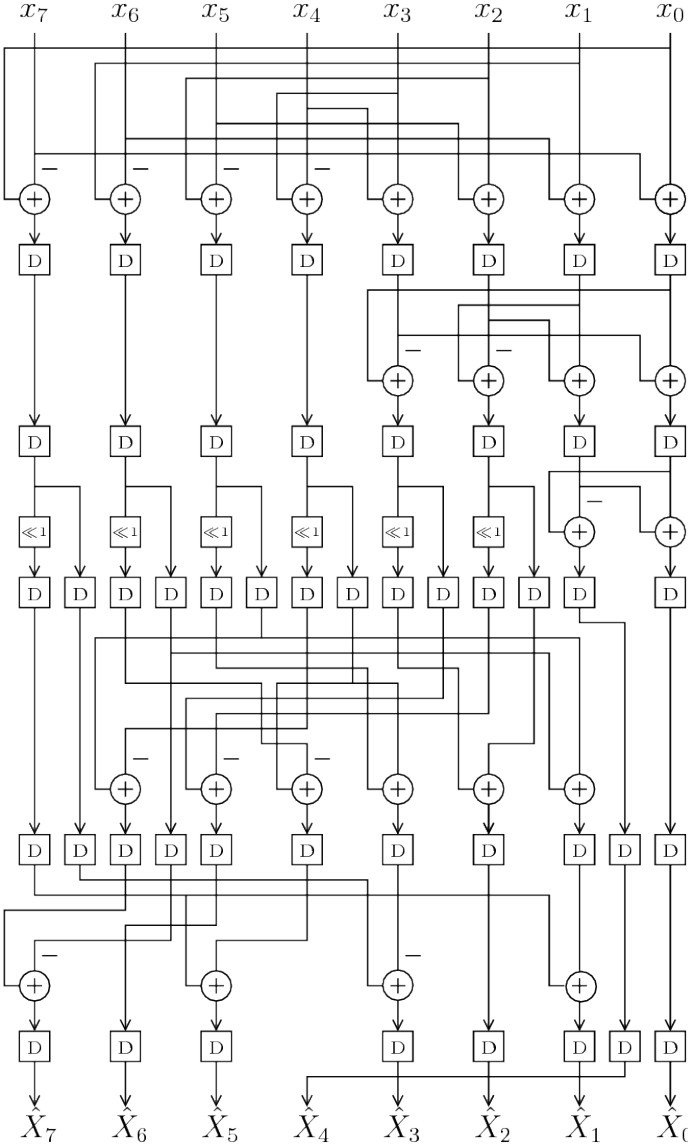 x₇ x₆ x₅ x₄ x₃ x₂ x₁ x₀
− − − −
+ + + + + + + +
D D D D D D D D
− −
+ + + +
D D D D D D D D
−
≪1 ≪1 ≪1 ≪1 ≪1 ≪1 + +
D D D D D D D D D D D D D D
− − −
+ + + + + +
D D D D D D D D D D D
− −
+ + + +
D D D D D D D D
X̂₇ X̂₆ X̂₅ X̂₄ X̂₃ X̂₂ X̂₁ X̂₀